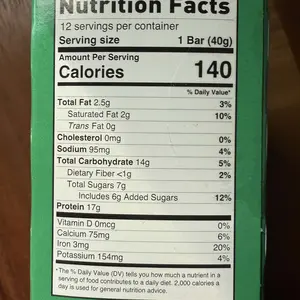 Nutrition Facts
12 servings per container
Serving size 1 Bar (40g)
Amount Per Serving
Calories 140
% Daily Value*
Total Fat 2.5g 3%
Saturated Fat 2g 10%
Trans Fat 0g
Cholesterol 0mg 0%
Sodium 95mg 4%
Total Carbohydrate 14g 5%
Dietary Fiber <1g 2%
Total Sugars 7g
Includes 6g Added Sugars 12%
Protein 17g
Vitamin D 0mcg 0%
Calcium 75mg 6%
Iron 3mg 20%
Potassium 154mg 4%
*The % Daily Value (DV) tells you how much a nutrient in a
serving of food contributes to a daily diet. 2,000 calories a
day is used for general nutrition advice.